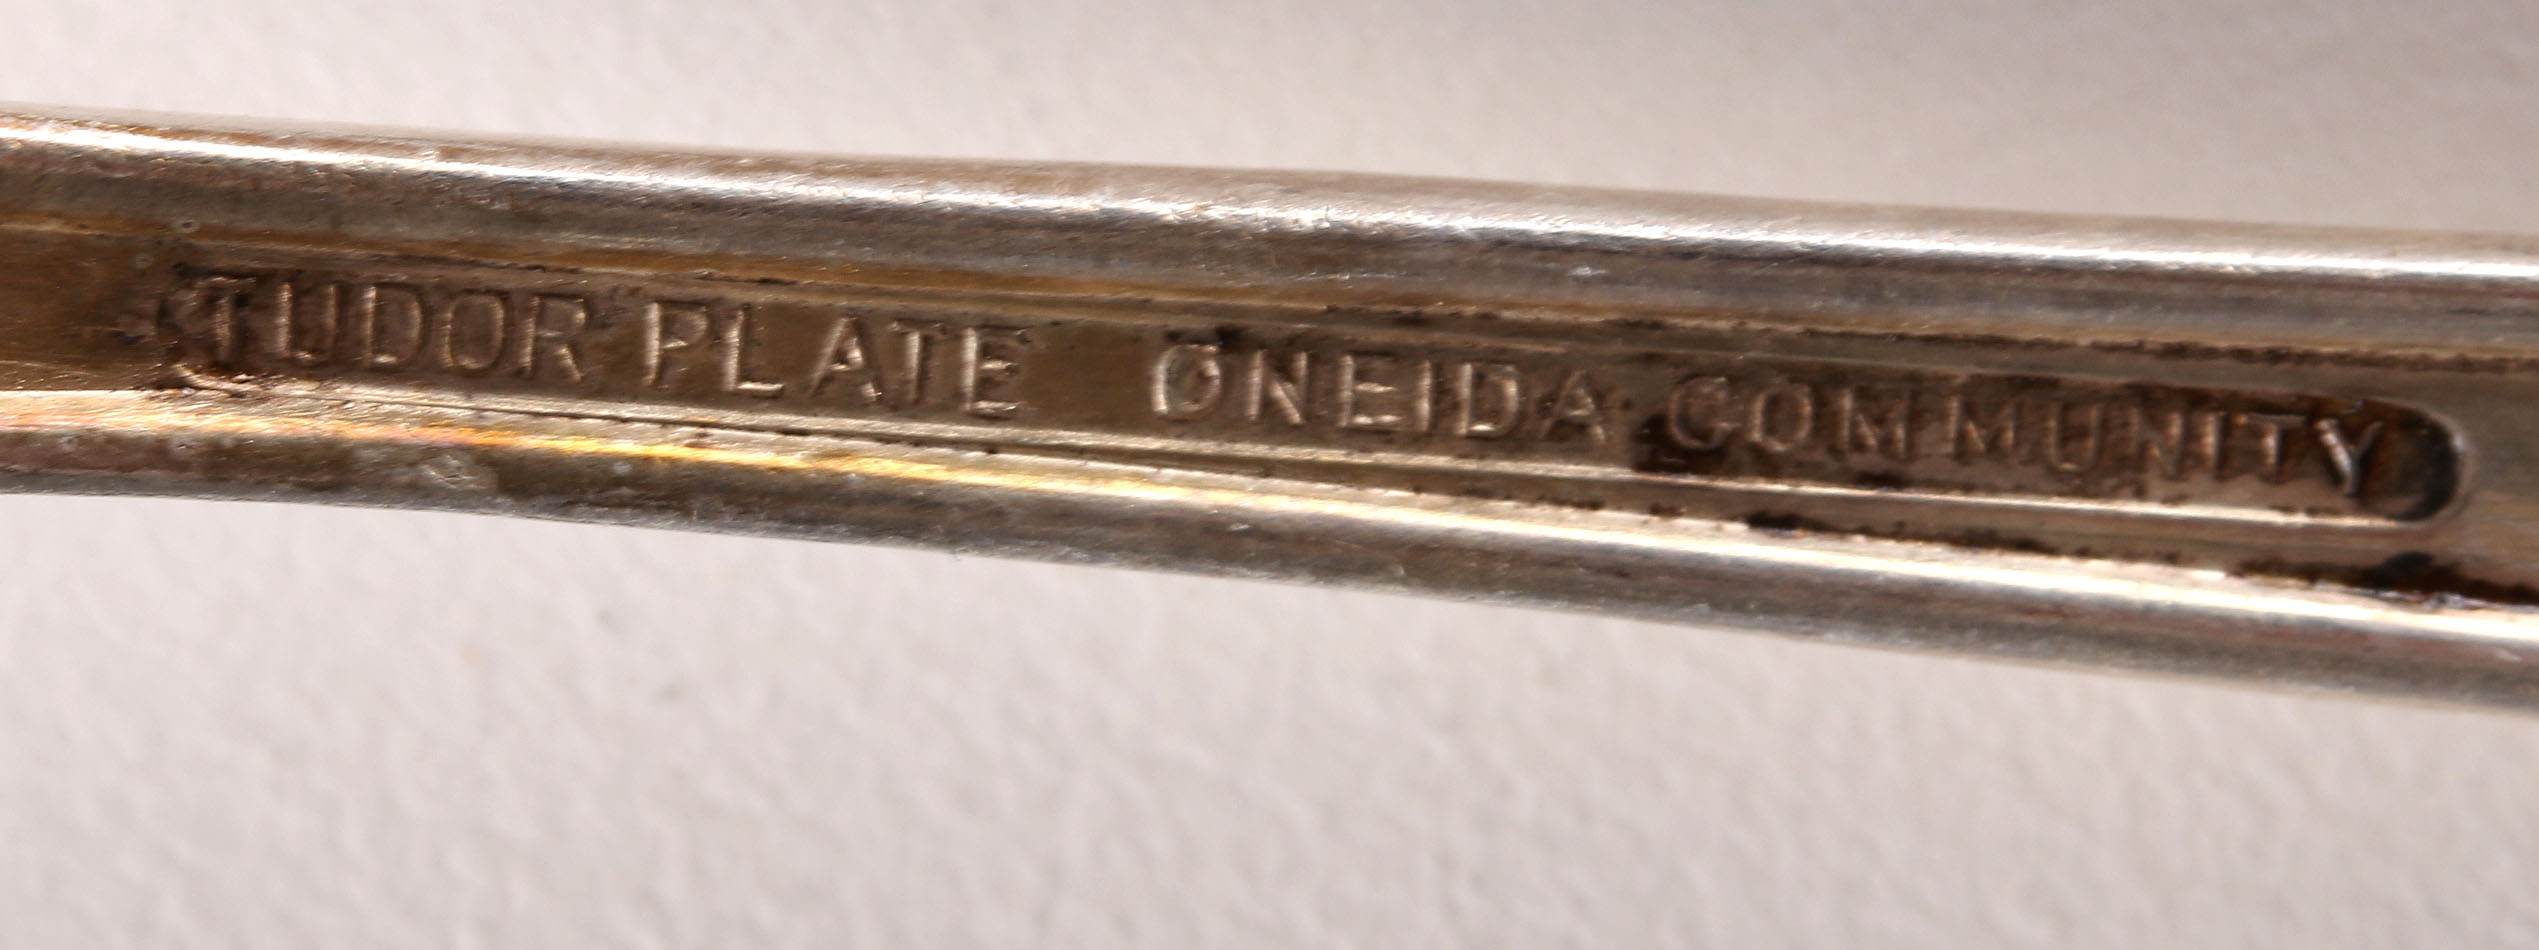 TUDOR PLATE ONEIDA COMMUNITY